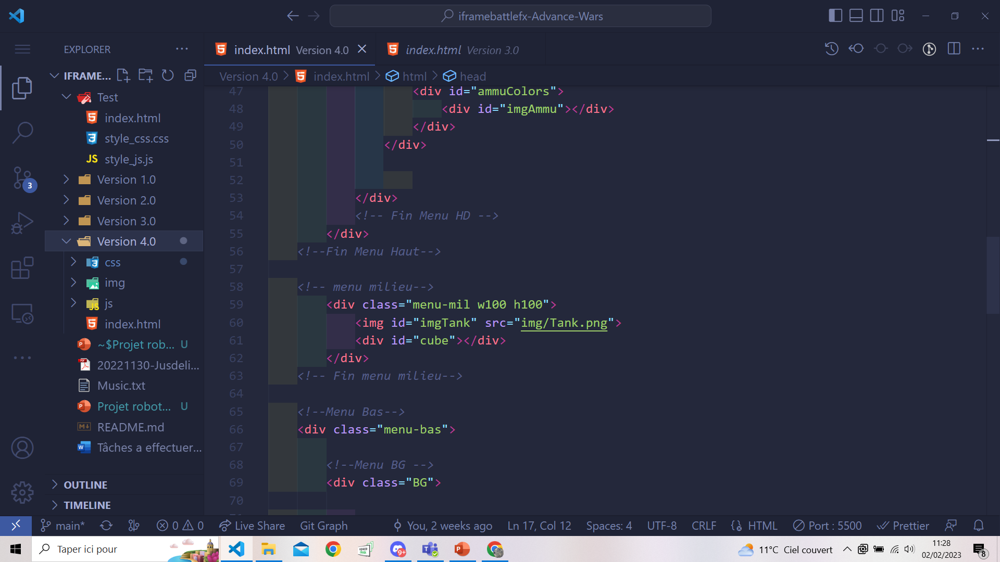 iframebattlefx-Advance-Wars
EXPLORER
index.html Version 4.0
index.html Version 3.0
IFRAME...
Version 4.0 > index.html > html > head
Test
index.html
style_css.css
JS style_js.js
Version 1.0
Version 2.0
Version 3.0
Version 4.0
css
img
js
index.html
~$Projet rob... U
20221130-Jusdeli...
Music.txt
Projet robot... U
README.md
Tâches a effectuer...
OUTLINE
TIMELINE
3
47 <div id="ammuColors">
48 <div id="imgAmmu"></div>
49 </div>
50 </div>
51
52
53 </div>
54 <!-- Fin Menu HD -->
55 </div>
56 <!--Fin Menu Haut-->
57
58 <!-- menu milieu-->
59 <div class="menu-mil w100 h100">
60 <img id="imgTank" src="img/Tank.png">
61 <div id="cube"></div>
62 </div>
63 <!-- Fin menu milieu-->
64
65 <!--Menu Bas-->
66 <div class="menu-bas">
67
68 <!--Menu BG -->
69 <div class="BG">
70
main* 0 0 Live Share Git Graph You, 2 weeks ago Ln 17, Col 12 Spaces: 4 UTF-8 CRLF HTML Port : 5500 Prettier
Taper ici pour
9+
11°C Ciel couvert
11:28
02/02/2023
8